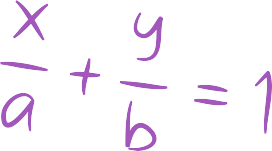 x/a + y/b = 1